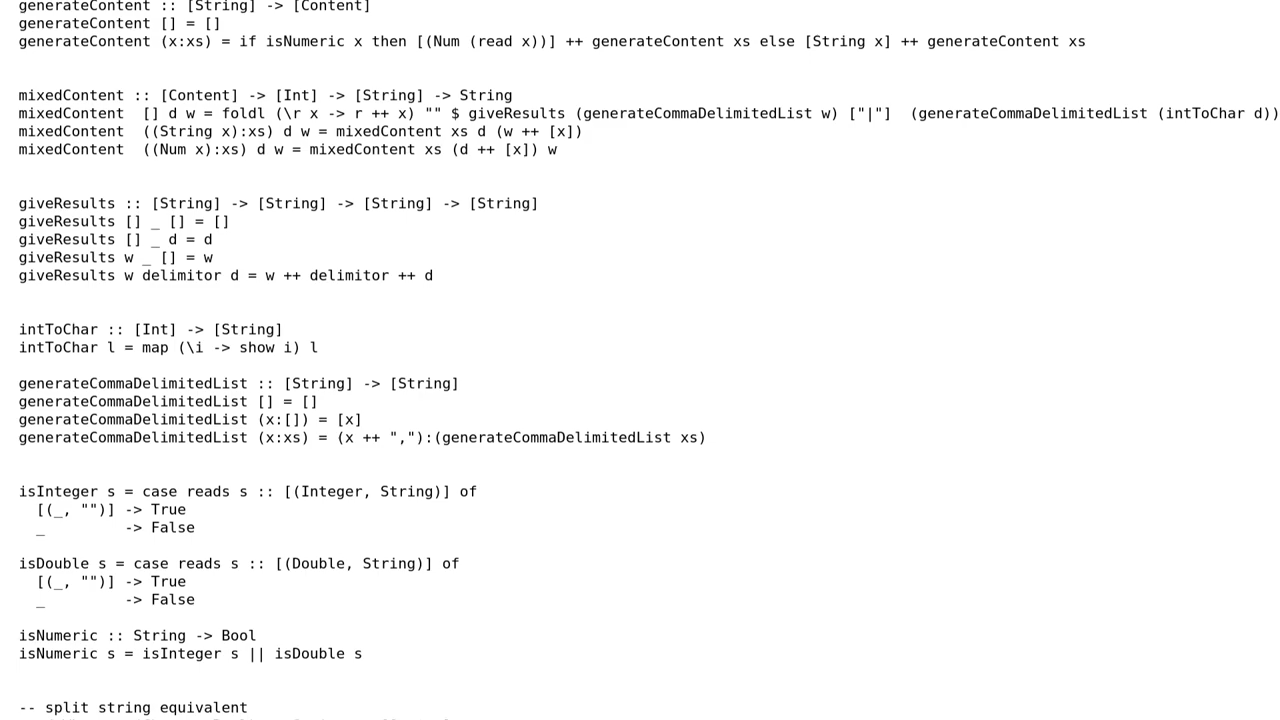 generateContent :: [String] -> [Content]
generateContent [] = []
generateContent (x:xs) = if isNumeric x then [(Num (read x))] ++ generateContent xs else [String x] ++ generateContent xs
mixedContent :: [Content] -> [Int] -> [String] -> String
mixedContent  [] d w = foldl (\r x -> r ++ x) "" $ giveResults (generateCommaDelimitedList w) ["|"]  (generateCommaDelimitedList (intToChar d))
mixedContent  ((String x):xs) d w = mixedContent xs d (w ++ [x])
mixedContent  ((Num x):xs) d w = mixedContent xs (d ++ [x]) w
giveResults :: [String] -> [String] -> [String] -> [String]
giveResults [] _ [] = []
giveResults [] _ d = d
giveResults w _ [] = w
giveResults w delimitor d = w ++ delimitor ++ d
intToChar :: [Int] -> [String]
intToChar l = map (\i -> show i) l
generateCommaDelimitedList :: [String] -> [String]
generateCommaDelimitedList [] = []
generateCommaDelimitedList (x:[]) = [x]
generateCommaDelimitedList (x:xs) = (x ++ ","):(generateCommaDelimitedList xs)
isInteger s = case reads s :: [(Integer, String)] of
  [(_, "")] -> True
  _         -> False
isDouble s = case reads s :: [(Double, String)] of
  [(_, "")] -> True
  _         -> False
isNumeric :: String -> Bool
isNumeric s = isInteger s || isDouble s
-- split string equivalent